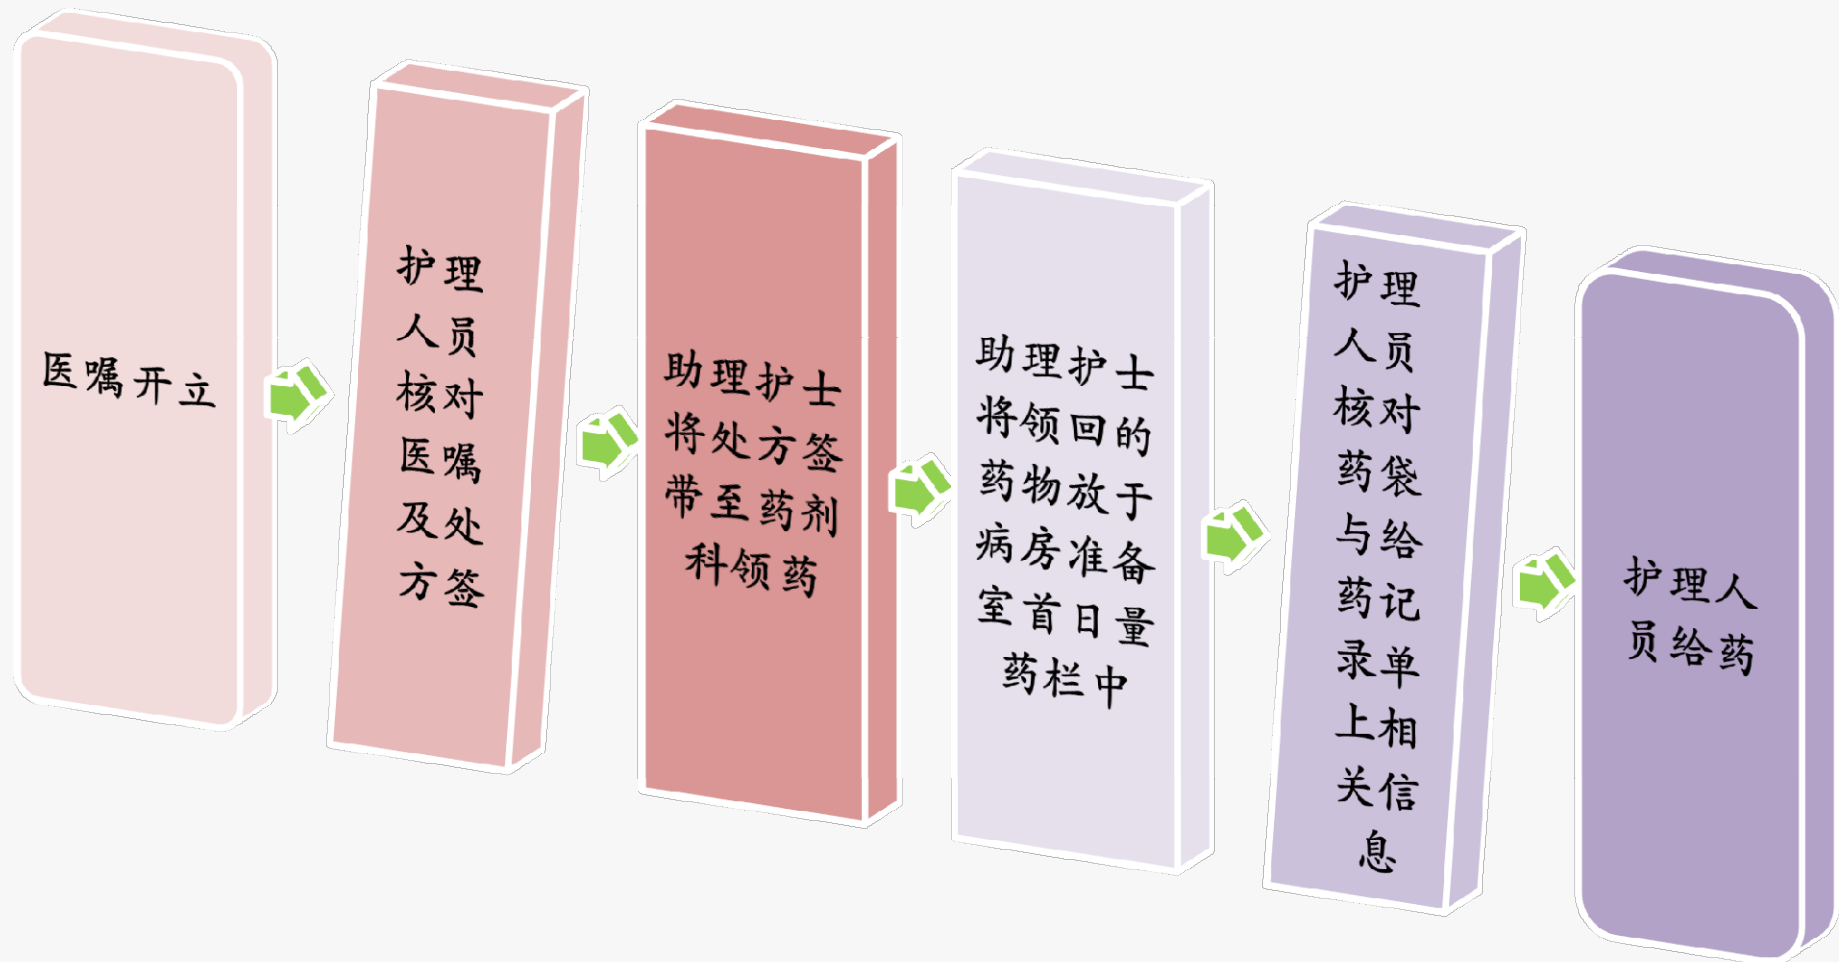 医嘱开立
护理
人员
核对
医嘱
及处
方签
助理护士
将处方签
带至药剂
科领药
助理护士
将领回的
药物放于
病房准备
室首日量
药栏中
护理
人员
核对
药袋
与给
药记
录单
上相
关信
息
护理人
员给药